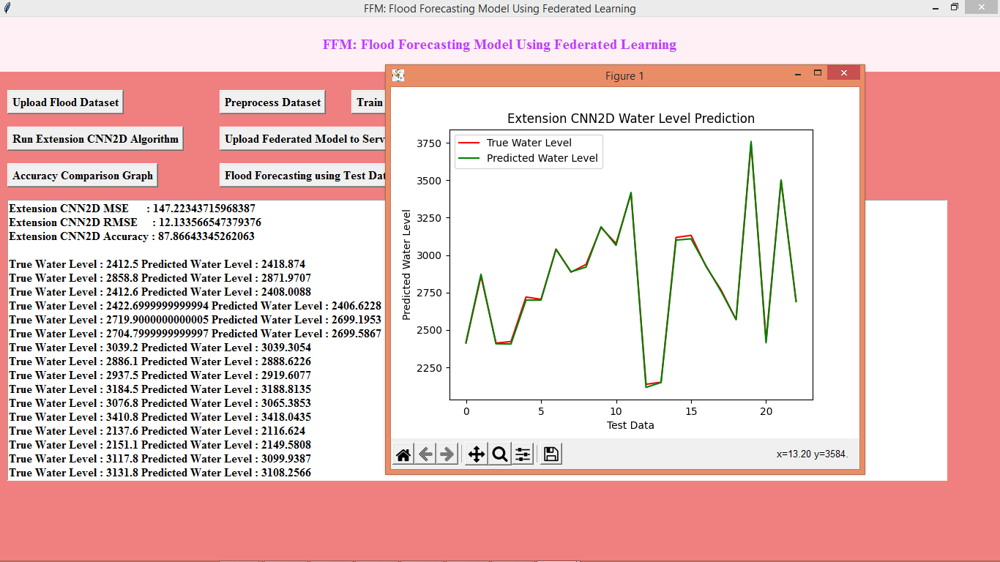 FFM: Flood Forecasting Model Using Federated Learning
FFM: Flood Forecasting Model Using Federated Learning
Upload Flood Dataset
Preprocess Dataset
Train
Run Extension CNN2D Algorithm
Upload Federated Model to Serv
Accuracy Comparison Graph
Flood Forecasting using Test Dat
Extension CNN2D MSE : 147.22343715968387
Extension CNN2D RMSE : 12.133566547379376
Extension CNN2D Accuracy : 87.86643345262063
True Water Level : 2412.5 Predicted Water Level : 2418.874
True Water Level : 2858.8 Predicted Water Level : 2871.9707
True Water Level : 2412.6 Predicted Water Level : 2408.0088
True Water Level : 2422.6999999999994 Predicted Water Level : 2406.6228
True Water Level : 2719.9000000000005 Predicted Water Level : 2699.1953
True Water Level : 2704.7999999999997 Predicted Water Level : 2699.5867
True Water Level : 3039.2 Predicted Water Level : 3039.3054
True Water Level : 2886.1 Predicted Water Level : 2888.6226
True Water Level : 2937.5 Predicted Water Level : 2919.6077
True Water Level : 3184.5 Predicted Water Level : 3188.8135
True Water Level : 3076.8 Predicted Water Level : 3065.3853
True Water Level : 3410.8 Predicted Water Level : 3418.0435
True Water Level : 2137.6 Predicted Water Level : 2116.624
True Water Level : 2151.1 Predicted Water Level : 2149.5808
True Water Level : 3117.8 Predicted Water Level : 3099.9387
True Water Level : 3131.8 Predicted Water Level : 3108.2566
Figure 1
Extension CNN2D Water Level Prediction
True Water Level
Predicted Water Level
Predicted Water Level
3750
3500
3250
3000
2750
2500
2250
0 5 10 15 20
Test Data
x=13.20 y=3584.